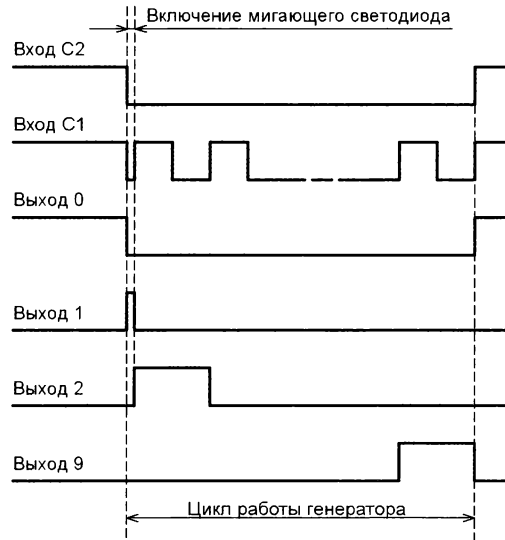 Включение мигающего светодиода
Вход С2
Вход С1
Выход 0
Выход 1
Выход 2
Выход 9
Цикл работы генератора